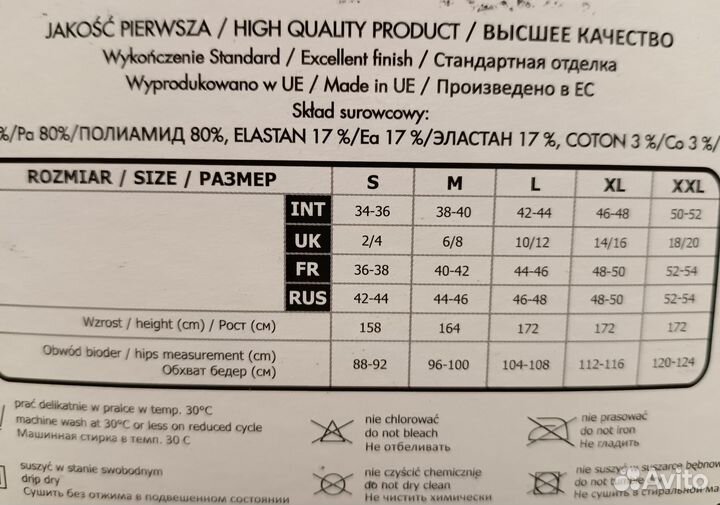 JAKOŚĆ PIERWSZA / HIGH QUALITY PRODUCT / ВЫСШЕЕ КАЧЕСТВО
Wykończenie Standard / Excellent finish / Стандартная отделка
Wyprodukowano w UE / Made in UE / Произведено в ЕС
Skład surowcowy:
%/Pa 80%/ПОЛИАМИД 80%, ELASTAN 17 %/Ea 17 %/ЭЛАСТАН 17 %, COTON 3 %/Co 3 %/
ROZMIAR / SIZE / РАЗМЕР S M L XL XXL
INT 34-36 38-40 42-44 46-48 50-52
UK 2/4 6/8 10/12 14/16 18/20
FR 36-38 40-42 44-46 48-50 52-54
RUS 42-44 44-46 46-48 48-50 52-54
Wzrost / height (cm) / Рост (см) 158 164 172 172 172
Obwód bioder / hips measurement (cm) /
Обхват бедер (см) 88-92 96-100 104-108 112-116 120-124
prać delikatnie w pralce w temp. 30°C
machine wash at 30°C or less on reduced cycle
Машинная стирка в темп. 30 С
nie chlorować
do not bleach
Не отбеливать
nie prasować
do not iron
Не гладить
suszyć w stanie swobodnym
drip dry
Сушить без отжима в подвешенном состоянии
nie czyścić chemicznie
do not dry clean
Не чистить химически
nie suszyć w suszarce bębnow
do not tumble
Не сушить в стиральной ма
Avito